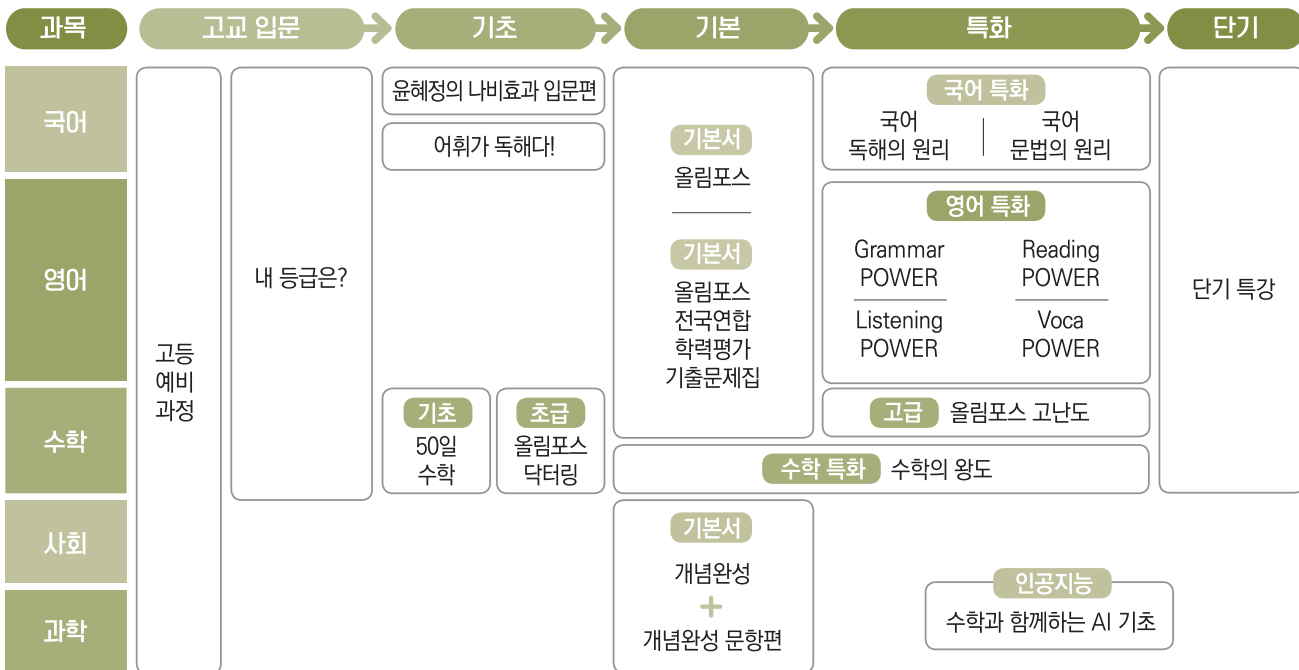 과목
고교 입문
기초
기본
특화
단기
국어
영어
수학
사회
과학
고등
예비
과정
내 등급은?
윤혜정의 나비효과 입문편
어휘가 독해다!
기초
50일
수학
초급
올림포스
닥터링
기본서
올림포스
기본서
올림포스
전국연합
학력평가
기출문제집
국어 특화
국어
독해의 원리
국어
문법의 원리
영어 특화
Grammar
POWER
Reading
POWER
Listening
POWER
Voca
POWER
고급 올림포스 고난도
수학 특화 수학의 왕도
기본서
개념완성
+
개념완성 문항편
인공지능
수학과 함께하는 AI 기초
단기 특강